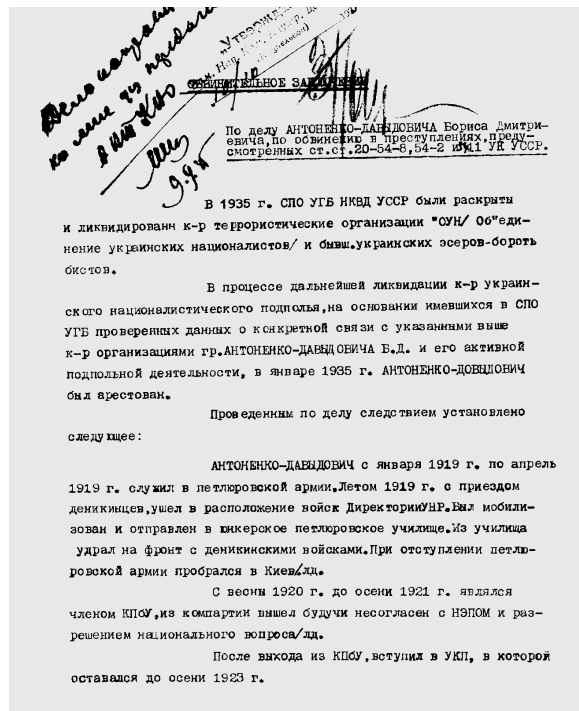 "Утвержд
ОБВИНИТЕЛЬНОЕ ЗАКЛЮЧЕНИЕ
По делу АНТОНЕНКО-ДАВЫДОВИЧА Бориса Дмитри-
евича,по обвинению в преступлениях,преду-
смотренных ст.ст.20-54-8,54-2 и 11 УК УССР.
В 1935 г. СПО УГБ НКВД УССР были раскрыты
и ликвидированн к-р террористические организации "ОУН/ Об"еди-
нение украинских националистов/ и бывш.украинских эсеров-бороть
бистов.
В процессе дальнейшей ликвидации к-р украин-
ского националистического подполья,на основании имевшихся в СПО
УГБ проверенных данных о конкретной связи с указанными выше
к-р организациями гр.АНТОНЕНКО-ДАВЫДОВИЧА Б.Д. и его активной
подпольной деятельности, в январе 1935 г. АНТОНЕНКО-ДОВЫДОВИЧ
был арестован.
Проведенным по делу следствием установлено
следующее:
АНТОНЕНКО-ДАВЫДОВИЧ с января 1919 г. по апрель
1919 г. служил в петлюровской армии.Летом 1919 г. с приездом
деникинцев,ушел в расположение войск ДиректорииУНР.Был мобили-
зован и отправлен в юнкерское петлюровское училище.Из училища
удрал на фронт с деникинскими войсками.При отступлении петлю-
ровской армии пробрался в Киев/лд.
С весны 1920 г. до осени 1921 г. являлся
членом КПбУ,из компартии вышел будучи несогласен с НЭПОМ и раз-
решением национального вопроса/лд.
После выхода из КПбУ,вступил в УКП, в которой
оставался до осени 1923 г.